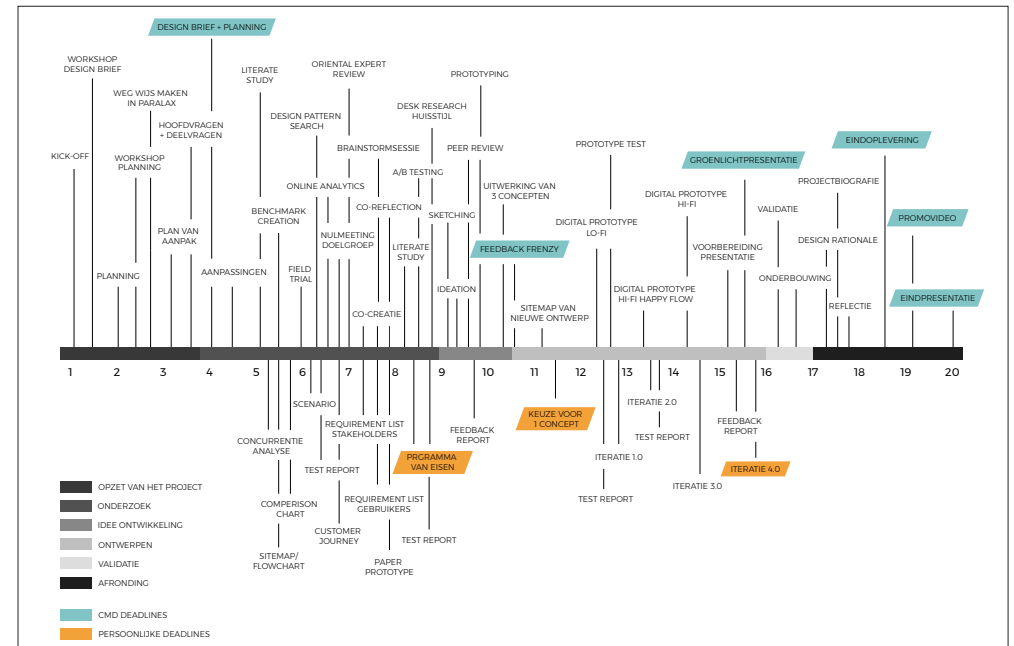 DESIGN BRIEF + PLANNING
WORKSHOP
DESIGN BRIEF
LITERATE
STUDY
ORIENTAL EXPERT
REVIEW
PROTOTYPING
WEG WIJS MAKEN
IN PARALAX
DESK RESEARCH
HUISSTIJL
HOOFDVRAGEN
+ DEELVRAGEN
DESIGN PATTERN
SEARCH
KICK-OFF
WORKSHOP
PLANNING
BRAINSTORMSESSIE
PEER REVIEW
PROTOTYPE TEST
GROENLICHTPRESENTATIE
EINDOPLEVERING
A/B TESTING
ONLINE ANALYTICS
UITWERKING VAN
3 CONCEPTEN
DIGITAL PROTOTYPE
HI-FI
PROJECTBIOGRAFIE
BENCHMARK
CREATION
CO-REFLECTION
SKETCHING
DIGITAL PROTOTYPE
LO-FI
VALIDATIE
PROMOVIDEO
PLAN VAN
AANPAK
NULMEETING
DOELGROEP
LITERATE
STUDY
FEEDBACK FRENZY
VOORBEREIDING
PRESENTATIE
DESIGN RATIONALE
PLANNING
AANPASSINGEN
FIELD
TRIAL
IDEATION
DIGITAL PROTOTYPE
HI-FI HAPPY FLOW
ONDERBOUWING
EINDPRESENTATIE
CO-CREATIE
SITEMAP VAN
NIEUWE ONTWERP
REFLECTIE
1 2 3 4 5 6 7 8 9 10 11 12 13 14 15 16 17 18 19 20
SCENARIO
ITERATIE 2.0
CONCURRENTIE
ANALYSE
REQUIREMENT LIST
STAKEHOLDERS
FEEDBACK
REPORT
KEUZE VOOR
1 CONCEPT
TEST REPORT
FEEDBACK
REPORT
TEST REPORT
PRGRAMMA
VAN EISEN
ITERATIE 1.0
ITERATIE 4.0
COMPERISON
CHART
REQUIREMENT LIST
GEBRUIKERS
TEST REPORT
ITERATIE 3.0
SITEMAP/
FLOWCHART
CUSTOMER
JOURNEY
PAPER
PROTOTYPE
TEST REPORT
OPZET VAN HET PROJECT
ONDERZOEK
IDEE ONTWIKKELING
ONTWERPEN
VALIDATIE
AFRONDING
CMD DEADLINES
PERSOONLIJKE DEADLINES